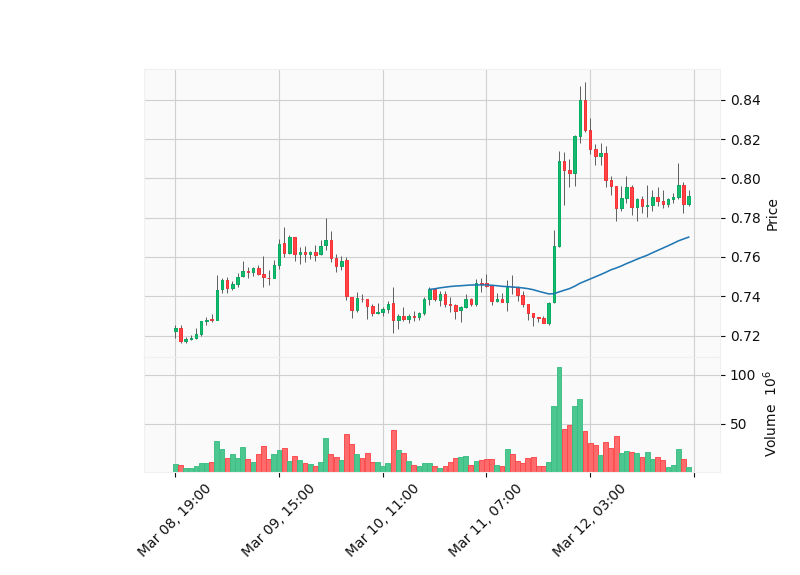 0.84
0.82
0.80
0.78
0.76
0.74
0.72
Price
100
50
Volume 10^6
Mar 08, 19:00
Mar 09, 15:00
Mar 10, 11:00
Mar 11, 07:00
Mar 12, 03:00